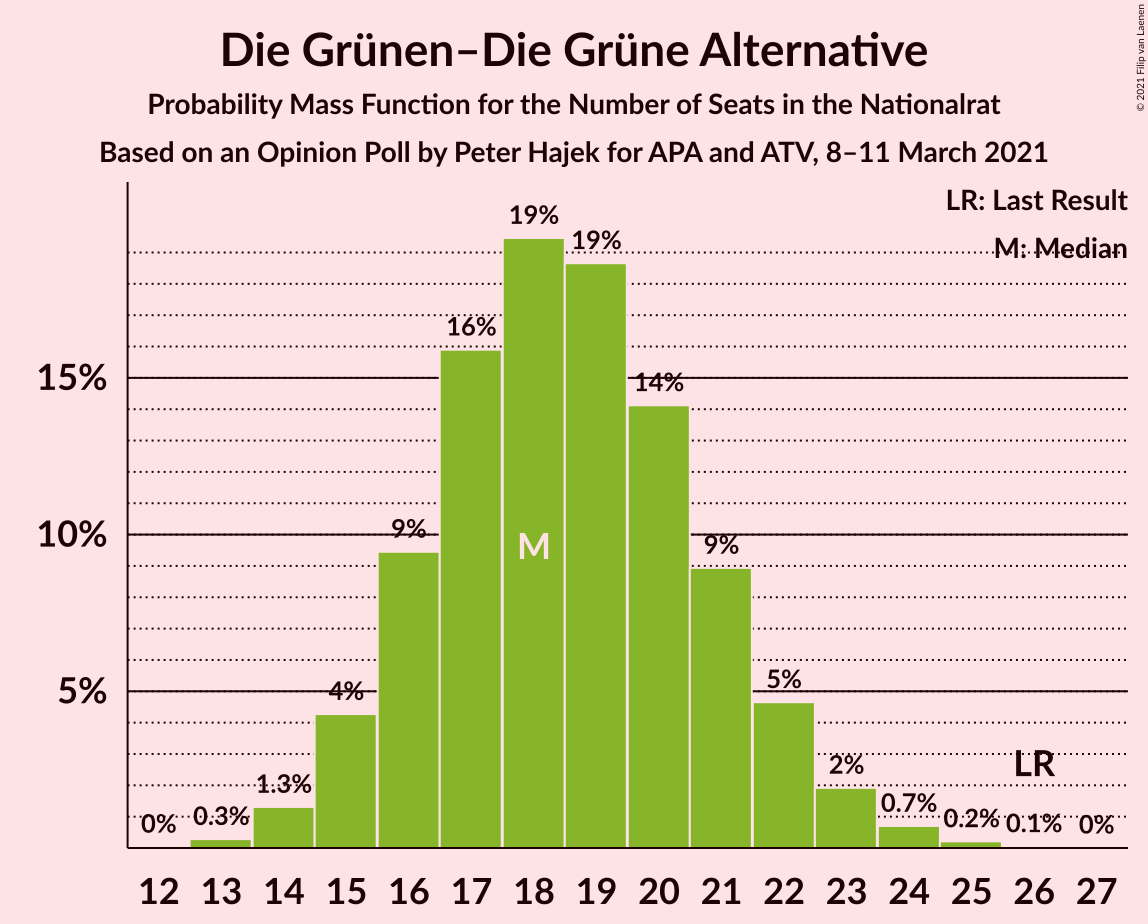 Die Grünen–Die Grüne Alternative
Probability Mass Function for the Number of Seats in the Nationalrat
Based on an Opinion Poll by Peter Hajek for APA and ATV, 8–11 March 2021
© 2021 Filip van Laenen
LR: Last Result
M: Median
15%
10%
5%
0%
0.3%
1.3%
4%
9%
16%
19%
19%
14%
9%
5%
2%
0.7%
0.2%
0.1%
0%
M
LR
12 13 14 15 16 17 18 19 20 21 22 23 24 25 26 27